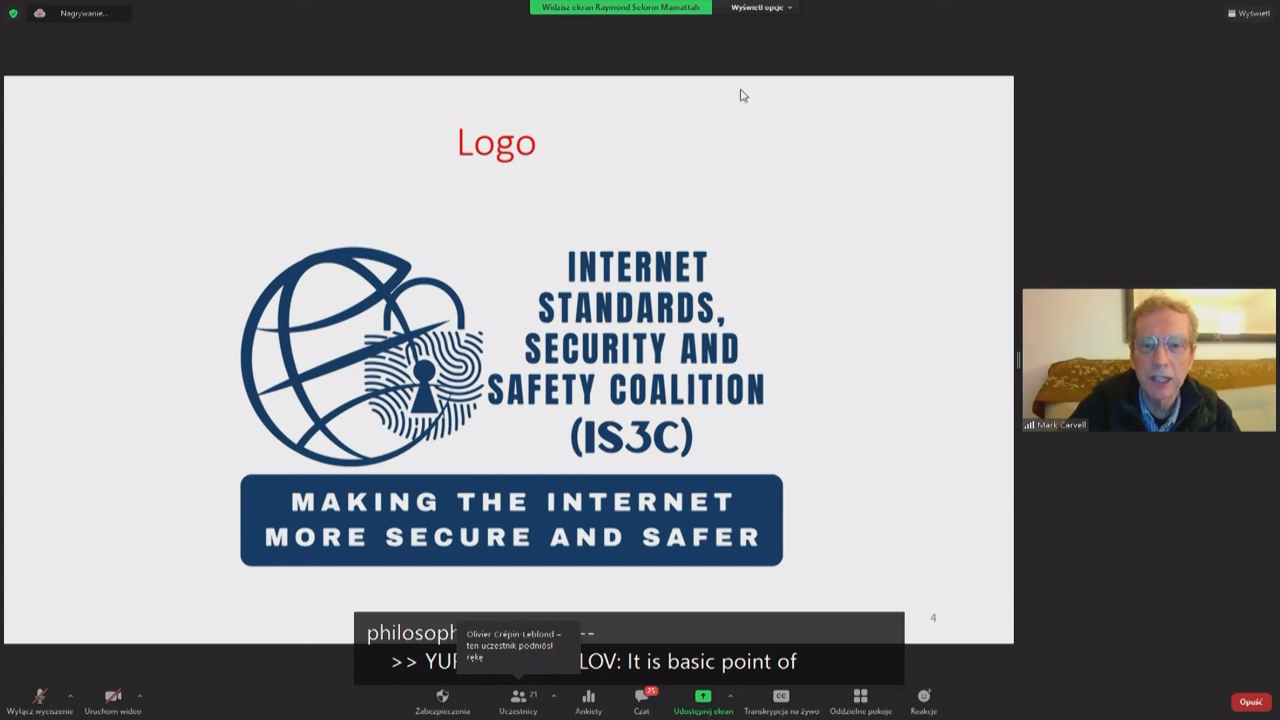 Nagrywanie...
Widzisz ekran Raymond Selorm Mamattah
Wyświetl opcje
Wyświetl
Logo
INTERNET
STANDARDS,
SECURITY AND
SAFETY COALITION
(IS3C)
MAKING THE INTERNET
MORE SECURE AND SAFER
Mark Carvell
4
philosoph --
>> YU LOV: It is basic point of
Olivier Crépin-Leblond –
ten uczestnik podniósł
rękę
Wyłącz wyciszenie
Uruchom wideo
Zabezpieczenia
21
Uczestnicy
Ankiety
25
Czat
Udostępnij ekran
CC
Transkrypcja na żywo
Oddzielne pokoje
Reakcje
Opuść